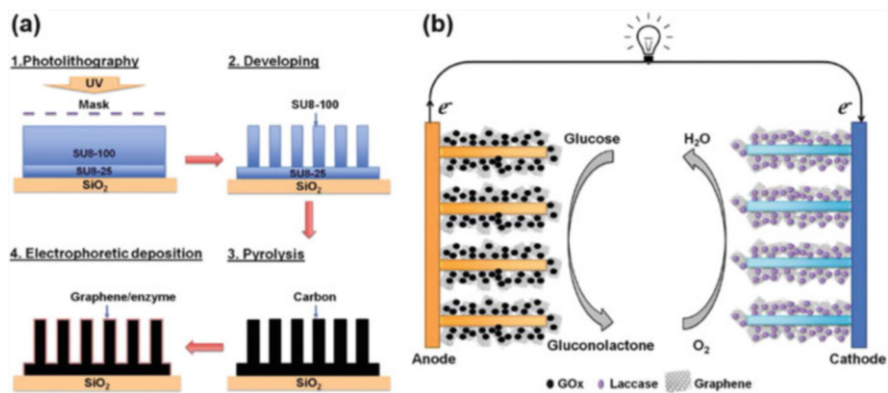 (a)
1.Photolithography
UV
Mask
SU8-100
SU8-25
SiO2
2. Developing
SU8-100
SU8-25
SiO2
4. Electrophoretic deposition
Graphene/enzyme
SiO2
3. Pyrolysis
Carbon
SiO2
(b)
e-
e-
Glucose
H2O
Gluconolactone
O2
Anode
Cathode
GOx
Laccase
Graphene